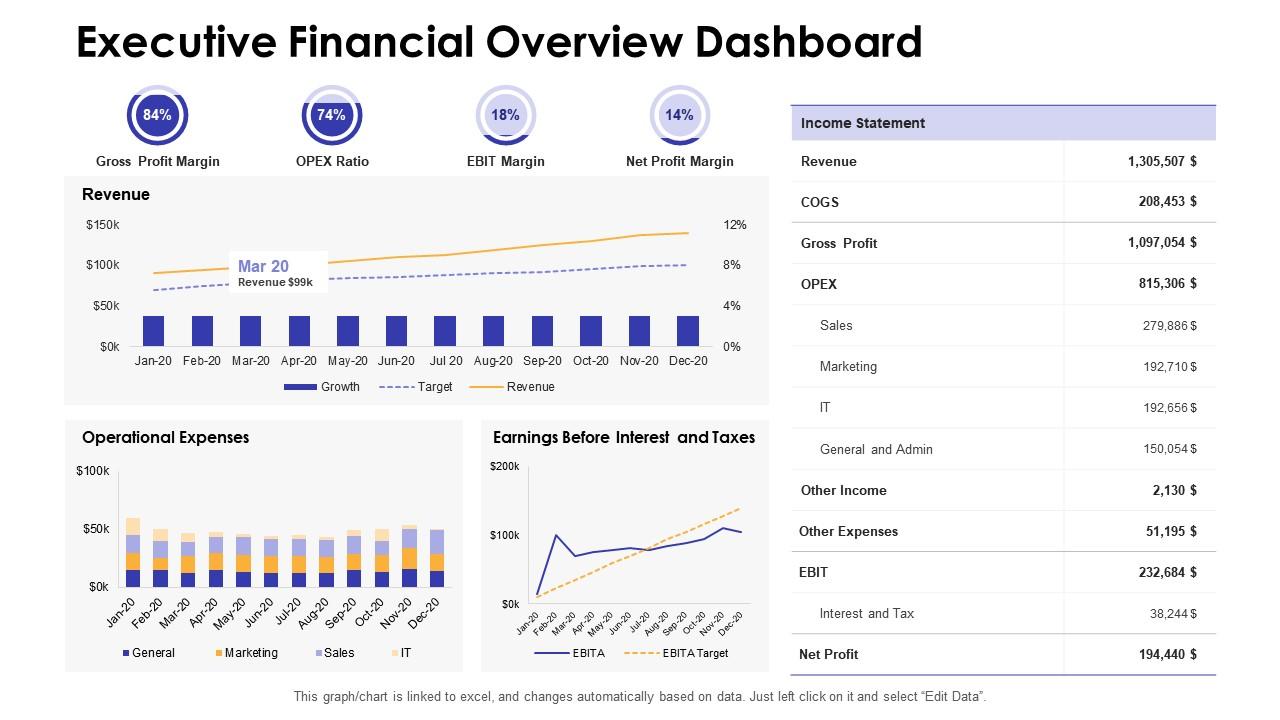 Executive Financial Overview Dashboard
84%
74%
18%
14%
Gross Profit Margin
OPEX Ratio
EBIT Margin
Net Profit Margin
Revenue
$150k
$100k
$50k
$0k
12%
8%
4%
0%
Mar 20
Revenue $99k
Jan-20 Feb-20 Mar-20 Apr-20 May-20 Jun-20 Jul 20 Aug-20 Sep-20 Oct-20 Nov-20 Dec-20
Growth Target Revenue
Operational Expenses
$100k
$50k
$0k
Jan-20 Feb-20 Mar-20 Apr-20 May-20 Jun-20 Jul-20 Aug-20 Sep-20 Oct-20 Nov-20 Dec-20
General Marketing Sales IT
Earnings Before Interest and Taxes
$200k
$100k
$0k
Jan-20 Feb-20 Mar-20 Apr-20 May-20 Jun-20 Jul-20 Aug-20 Sep-20 Oct-20 Nov-20 Dec-20
EBITA EBITA Target
Income Statement
Revenue 1,305,507 $
COGS 208,453 $
Gross Profit 1,097,054 $
OPEX 815,306 $
Sales 279,886 $
Marketing 192,710 $
IT 192,656 $
General and Admin 150,054 $
Other Income 2,130 $
Other Expenses 51,195 $
EBIT 232,684 $
Interest and Tax 38,244 $
Net Profit 194,440 $
This graph/chart is linked to excel, and changes automatically based on data. Just left click on it and select “Edit Data”.